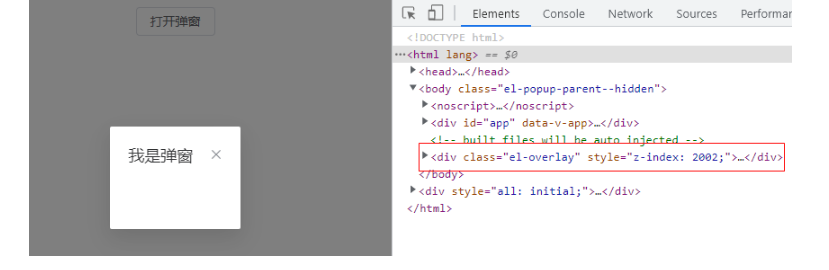 打开弹窗
我是弹窗 ×
Elements Console Network Sources Performan
<!DOCTYPE html>
⋯<html lang> == $0
▶<head>…</head>
▼<body class="el-popup-parent--hidden">
▶<noscript>…</noscript>
▶<div id="app" data-v-app>…</div>
<!-- built files will be auto injected -->
▶<div class="el-overlay" style="z-index: 2002;">…</div>
</body>
▶<div style="all: initial;">…</div>
</html>